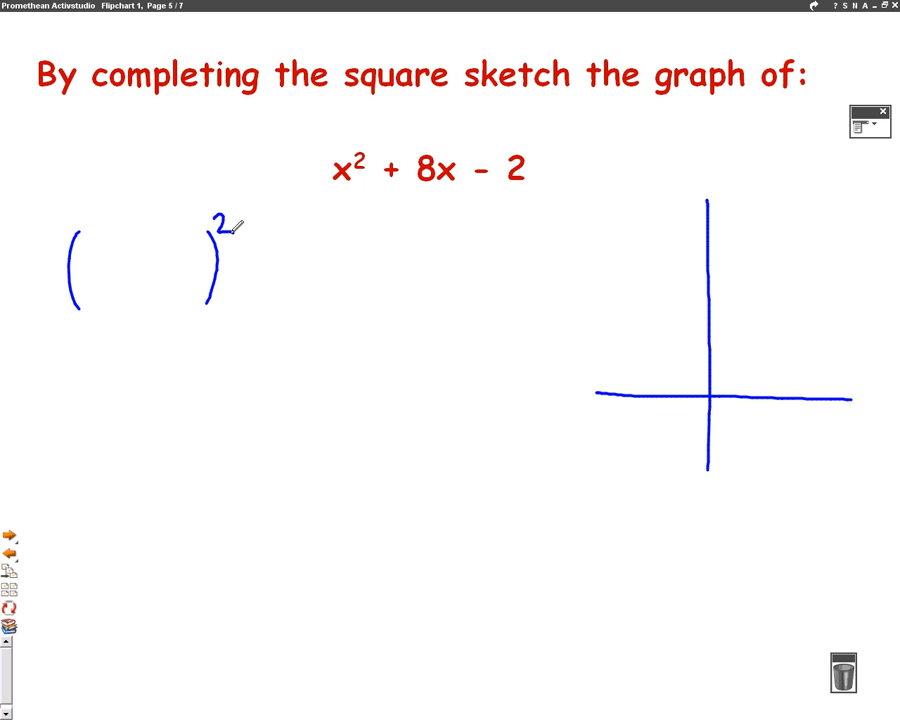 Promethean Activstudio Flipchart 1, Page 5 / 7
? S N A
By completing the square sketch the graph of:
x² + 8x - 2
( )²